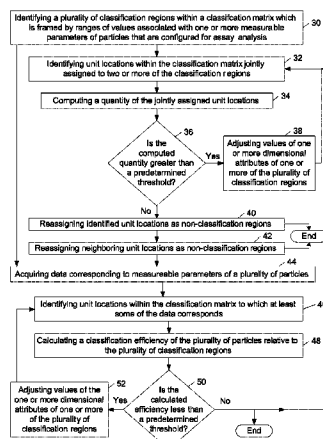 Identifying a plurality of classification regions within a classifcation matrix which
is framed by ranges of values associated with one or more measurable
parameters of particles that are configured for assay analysis
30
Identifying unit locations within the classification matrix jointly
assigned to two or more of the classification regions
32
Computing a quantity of the jointly assigned unit locations
34
36
Is the
computed
quantity greater than
a predetermined
threshold?
Yes
38
Adjusting values of one
or more dimensional
attributes of one or more
of the plurality of
classification regions
No
40
Reassigning identified unit locations as non-classification regions
End
42
Reassigning neighboring unit locations as non-classification regions
44
Acquiring data corresponding to measureable parameters of a plurality of particles
Identifying unit locations within the classification matrix to which at least
some of the data corresponds
Calculating a classification efficiency of the plurality of particles relative to
the plurality of classification regions
48
52
Adjusting values of the
one or more dimensional
attributes of one or more
of the plurality of
classification regions
Yes
50
Is the
calculated
efficiency less than
a predetermined
threshold?
No
End